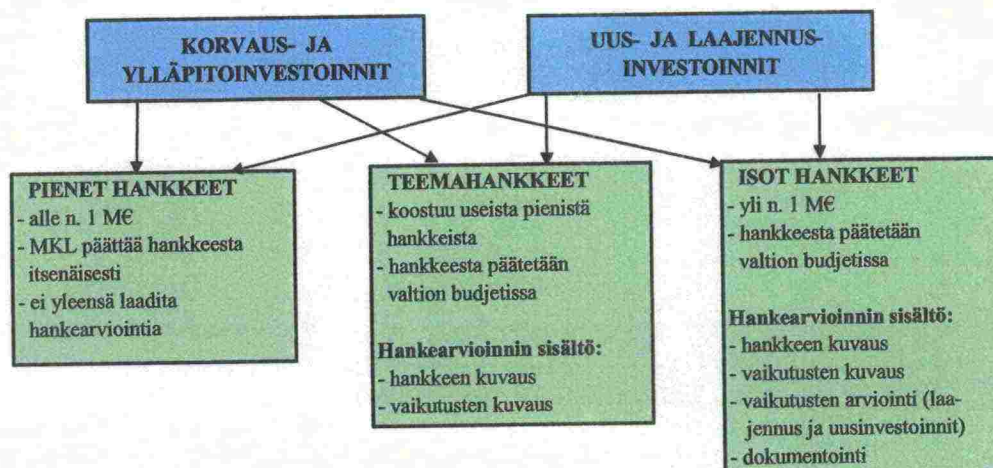 KORVAUS- JA
YLLÄPITOINVESTOINNIT
UUS- JA LAAJENNUS-
INVESTOINNIT
PIENET HANKKEET
- alle n. 1 M€
- MKL päättää hankkeesta
itsenäisesti
- ei yleensä laadita
hankearviointia
TEEMAHANKKEET
- koostuu useista pienistä
hankkeista
- hankkeesta päätetään
valtion budjetissa
Hankearvioinnin sisältö:
- hankkeen kuvaus
- vaikutusten kuvaus
ISOT HANKKEET
- yli n. 1 M€
- hankkeesta päätetään
valtion budjetissa
Hankearvioinnin sisältö:
- hankkeen kuvaus
- vaikutusten kuvaus
- vaikutusten arviointi (laa-
jennus ja uusinvestoinnit)
- dokumentointi